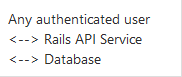 Any authenticated user
<--> Rails API Service
<--> Database